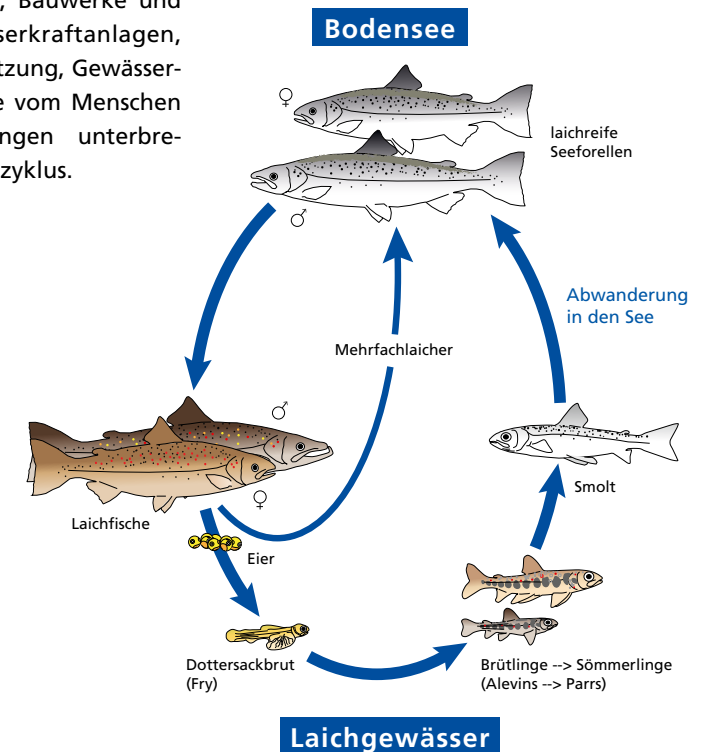 , Bauwerke und
serkraftanlagen,
tzung, Gewässer-
e vom Menschen
ngen unterbre-
zyklus.
Bodensee
♀
laichreife
Seeforellen
♂
Abwanderung
in den See
Mehrfachlaicher
♂
Smolt
♀
Laichfische
Eier
Dottersackbrut
(Fry)
Brütlinge --> Sömmerlinge
(Alevins --> Parrs)
Laichgewässer